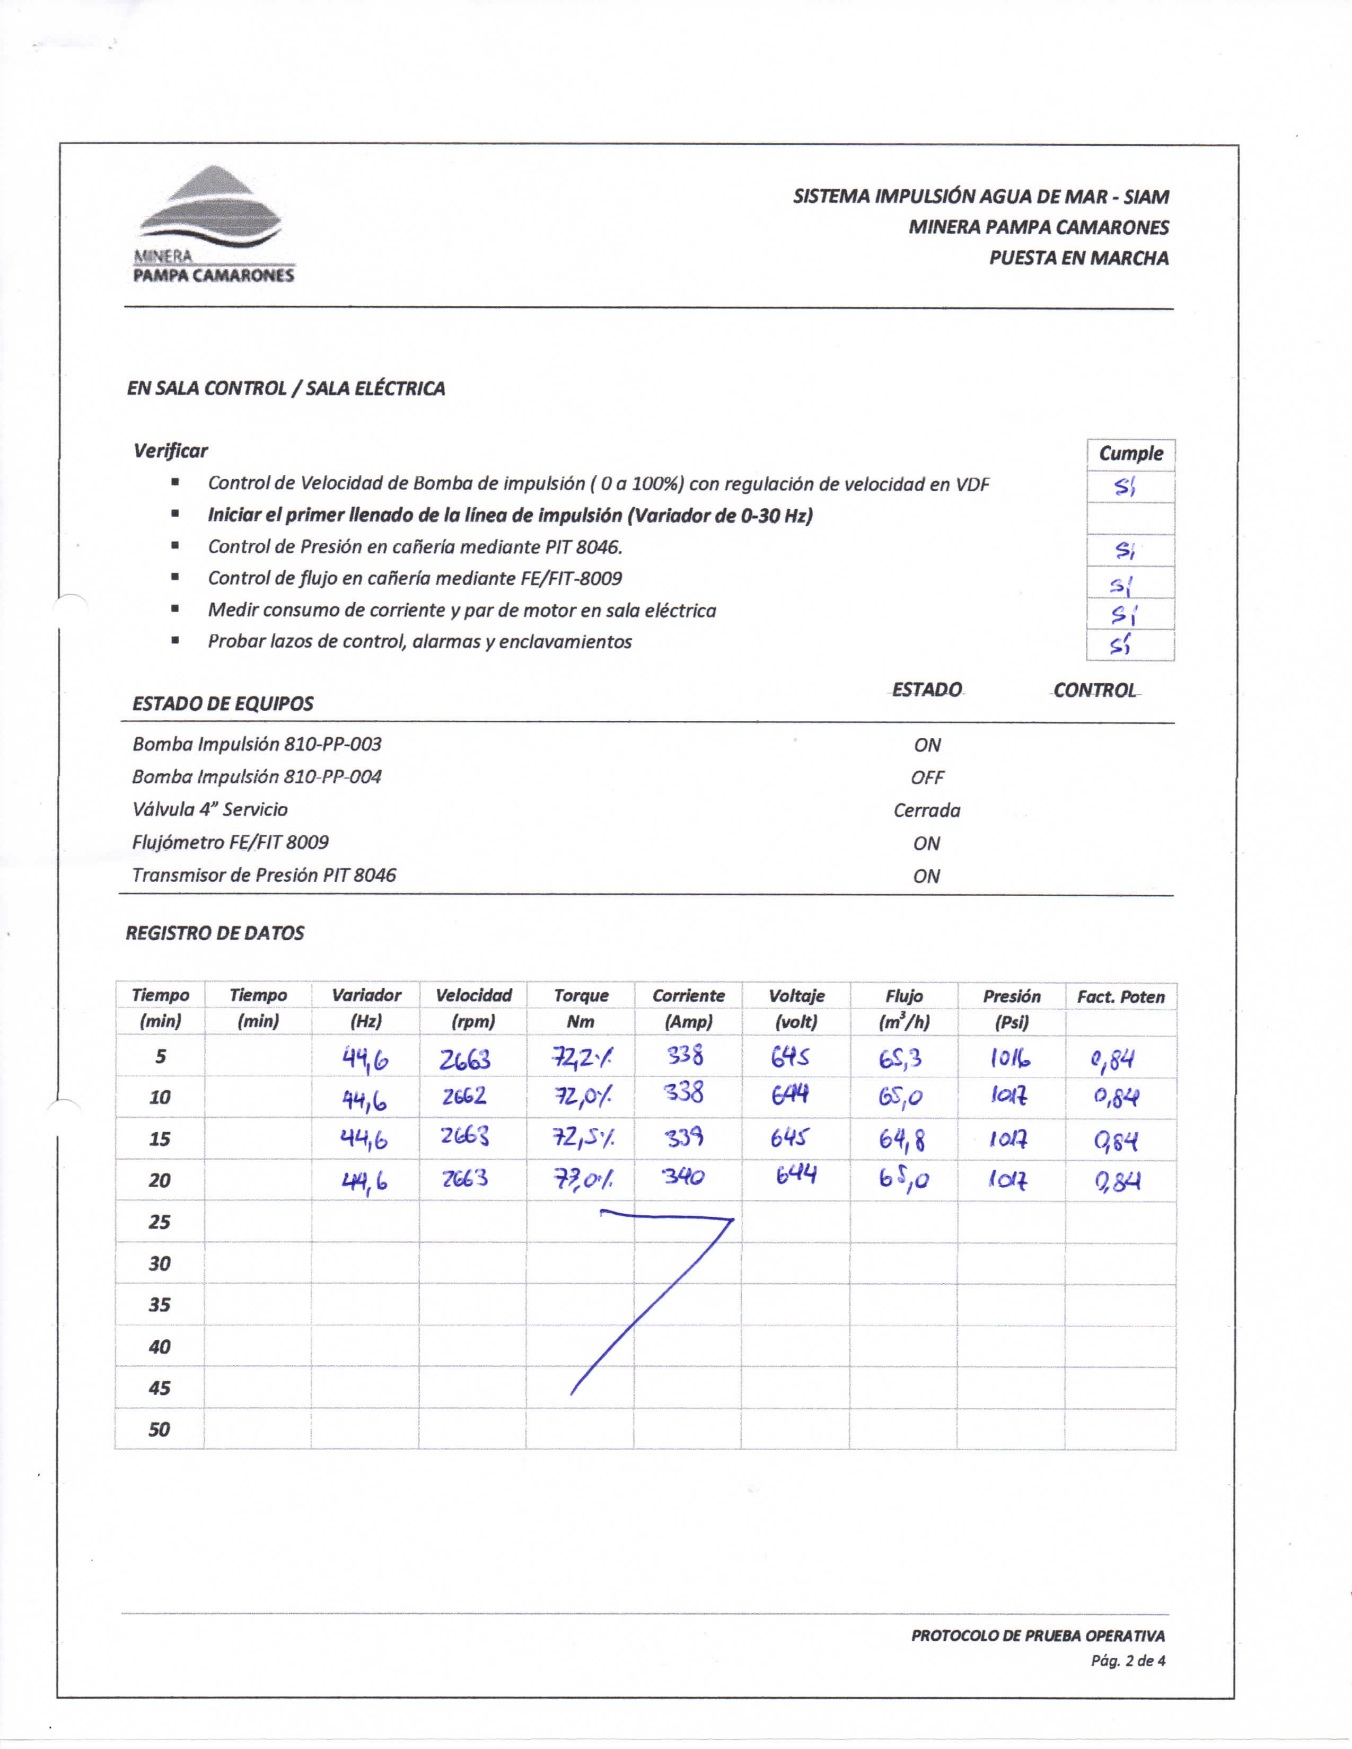 MINERA
PAMPA CAMARONES
SISTEMA IMPULSIÓN AGUA DE MAR - SIAM
MINERA PAMPA CAMARONES
PUESTA EN MARCHA
EN SALA CONTROL / SALA ELÉCTRICA
Verificar Cumple
▪ Control de Velocidad de Bomba de impulsión ( 0 a 100%) con regulación de velocidad en VDF Sí
▪ Iniciar el primer llenado de la línea de impulsión (Variador de 0-30 Hz)
▪ Control de Presión en cañería mediante PIT 8046. Sí
▪ Control de flujo en cañería mediante FE/FIT-8009 Sí
▪ Medir consumo de corriente y par de motor en sala eléctrica Sí
▪ Probar lazos de control, alarmas y enclavamientos Sí
ESTADO DE EQUIPOS ESTADO CONTROL
Bomba Impulsión 810-PP-003 ON
Bomba Impulsión 810-PP-004 OFF
Válvula 4” Servicio Cerrada
Flujómetro FE/FIT 8009 ON
Transmisor de Presión PIT 8046 ON
REGISTRO DE DATOS
Tiempo Tiempo Variador Velocidad Torque Corriente Voltaje Flujo Presión Fact. Poten
(min) (min) (Hz) (rpm) Nm (Amp) (volt) (m³/h) (Psi)
5 44,6 2663 72,2% 338 645 65,3 1016 0,84
10 44,6 2662 72,0% 338 644 65,0 1017 0,84
15 44,6 2663 72,5% 339 645 64,8 1017 0,84
20 44,6 2663 340 644 65,0 1017 0,84
25
30
35
40
45
50
PROTOCOLO DE PRUEBA OPERATIVA
Pág. 2 de 4